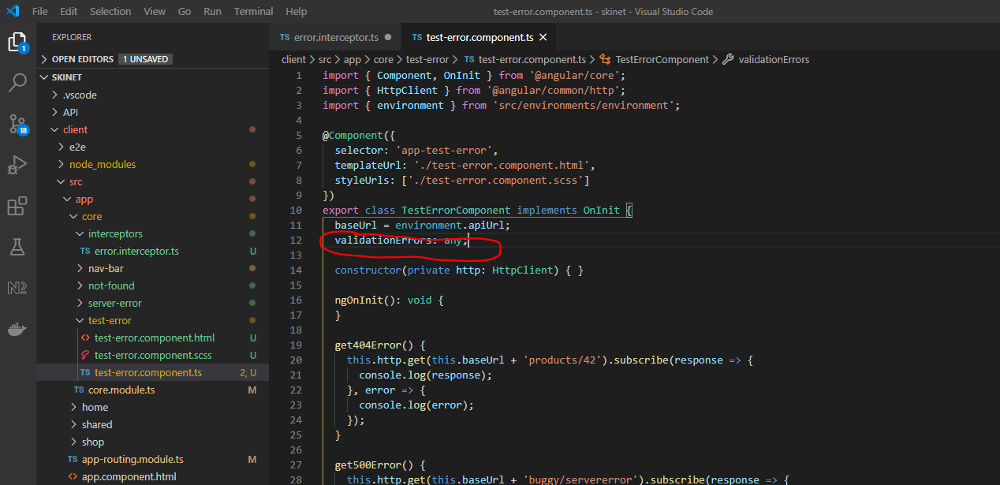 File Edit Selection View Go Run Terminal Help
test-error.component.ts - skinet - Visual Studio Code
EXPLORER
OPEN EDITORS 1 UNSAVED
SKINET
.vscode
API
client
e2e
node_modules
src
app
core
interceptors
TS error.interceptor.ts U
nav-bar
not-found
server-error
test-error
<> test-error.component.html U
test-error.component.scss U
TS test-error.component.ts 2, U
TS core.module.ts M
home
shared
shop
TS app-routing.module.ts M
<> app.component.html
1
18
N2
TS error.interceptor.ts
TS test-error.component.ts
client > src > app > core > test-error > TS test-error.component.ts > TestErrorComponent > validationErrors
1 import { Component, OnInit } from '@angular/core';
2 import { HttpClient } from '@angular/common/http';
3 import { environment } from 'src/environments/environment';
4
5 @Component({
6 selector: 'app-test-error',
7 templateUrl: './test-error.component.html',
8 styleUrls: ['./test-error.component.scss']
9 })
10 export class TestErrorComponent implements OnInit {
11 baseUrl = environment.apiUrl;
12 validationErrors: any;
13
14 constructor(private http: HttpClient) { }
15
16 ngOnInit(): void {
17 }
18
19 get404Error() {
20 this.http.get(this.baseUrl + 'products/42').subscribe(response => {
21 console.log(response);
22 }, error => {
23 console.log(error);
24 });
25 }
26
27 get500Error() {
28 this.http.get(this.baseUrl + 'buggy/servererror').subscribe(response => {